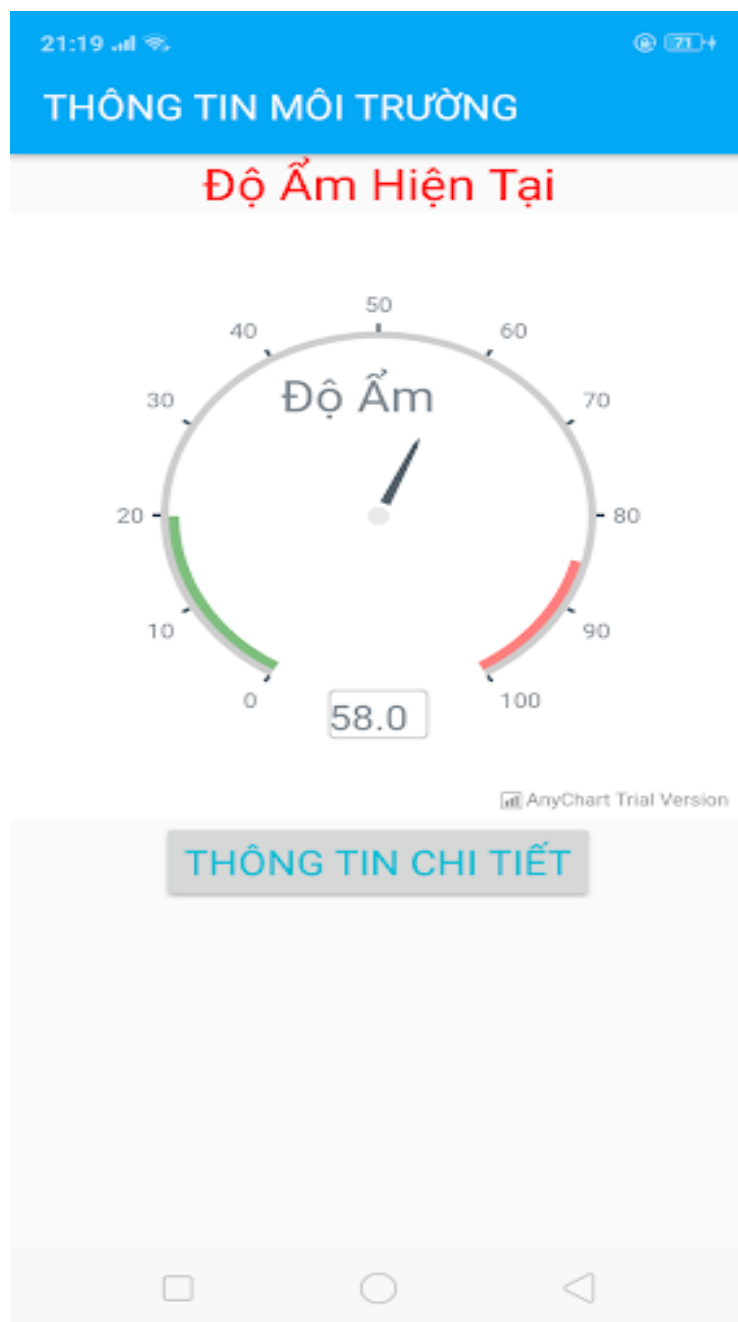 21:19 71
THÔNG TIN MÔI TRƯỜNG
Độ Ẩm Hiện Tại
50
40 60
Độ Ẩm
30 70
20 80
10 90
0 100
58.0
AnyChart Trial Version
THÔNG TIN CHI TIẾT